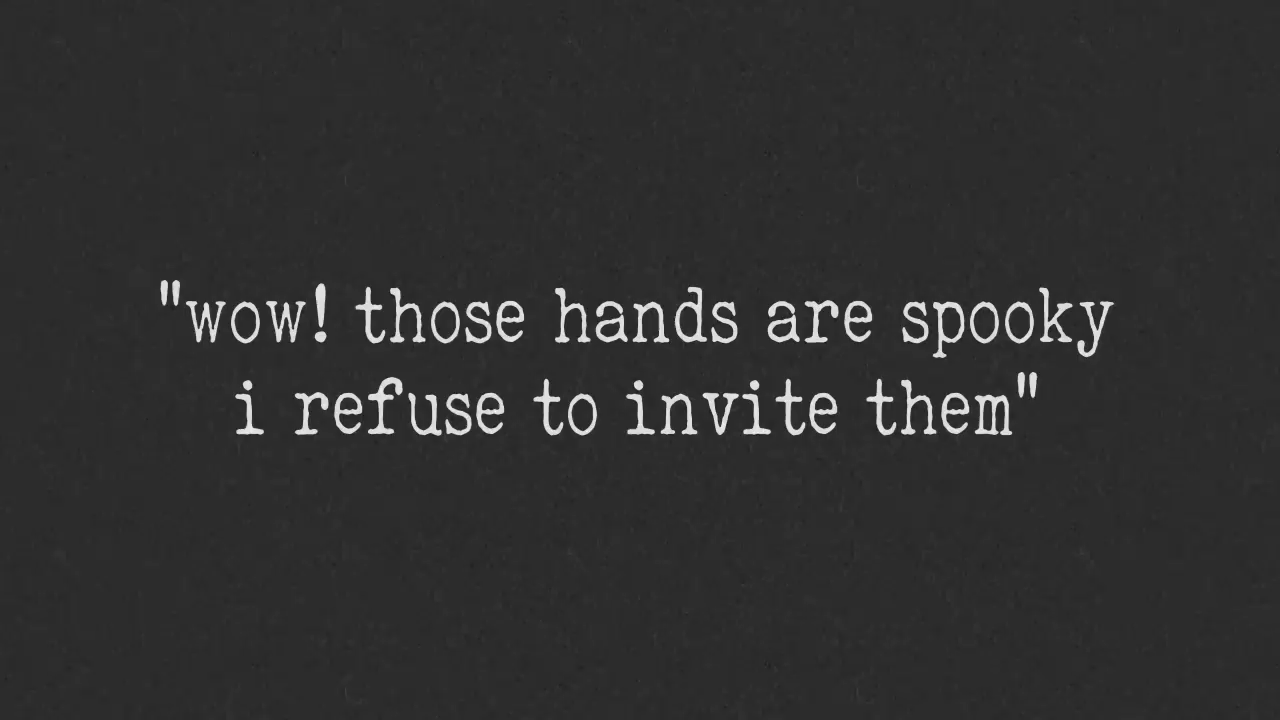 "wow! those hands are spooky
i refuse to invite them"